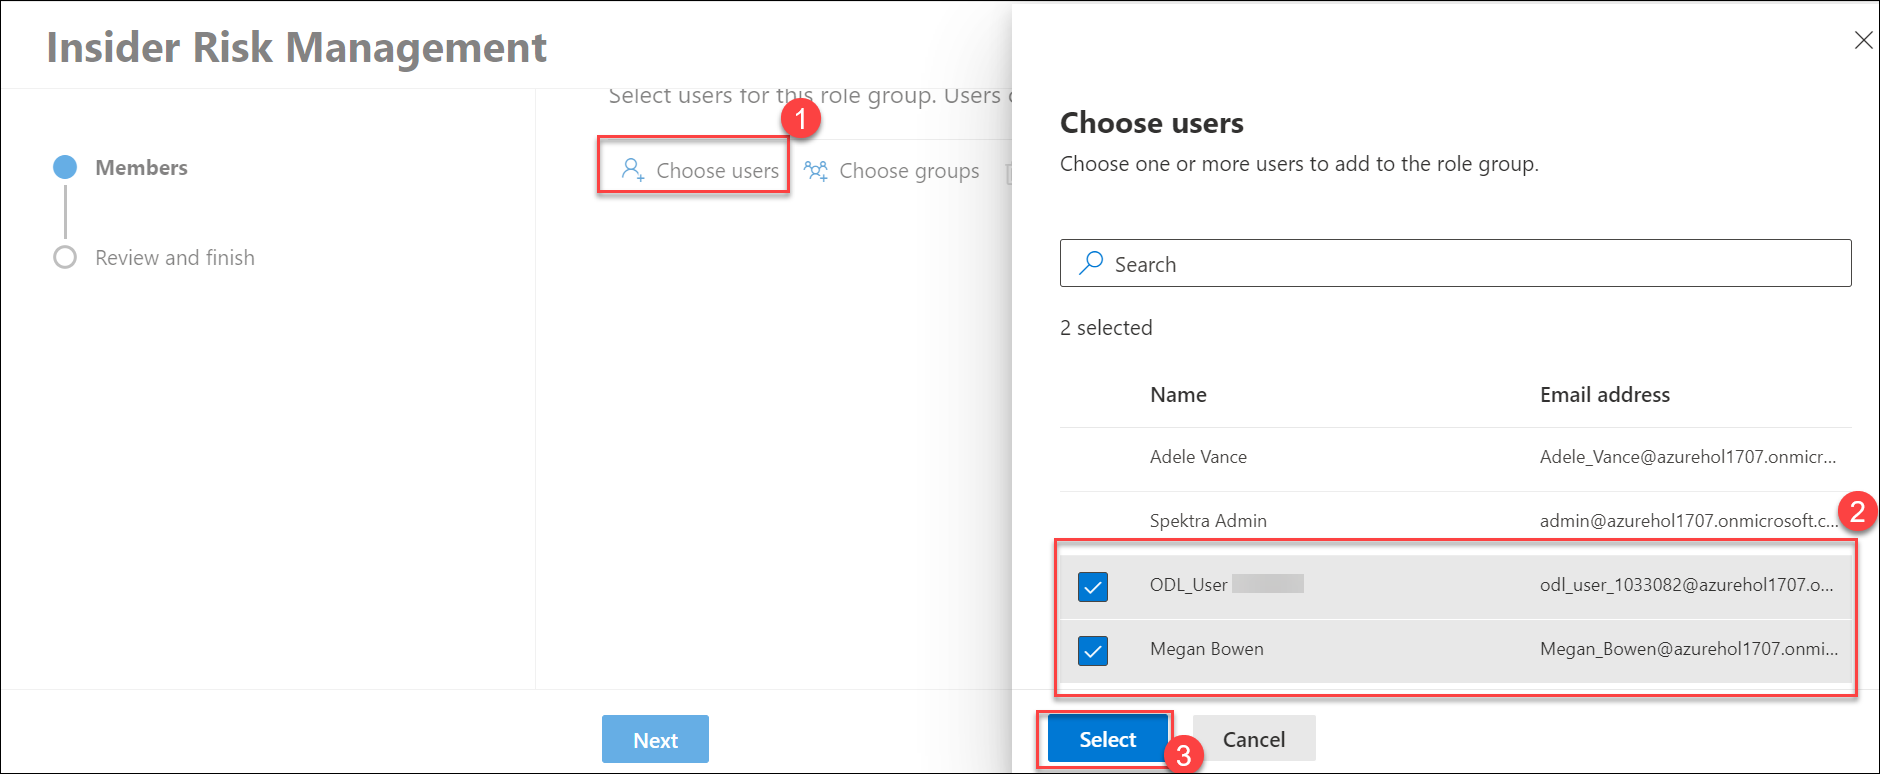 Insider Risk Management
Members
Review and finish
Select users for this role group. Users
1
Choose users
Choose groups
Next
Choose users
Choose one or more users to add to the role group.
Search
2 selected
Name Email address
Adele Vance Adele_Vance@azurehol1707.onmicr...
Spektra Admin admin@azurehol1707.onmicrosoft.c...
2
ODL_User odl_user_1033082@azurehol1707.o...
Megan Bowen Megan_Bowen@azurehol1707.onmi...
Select
3
Cancel